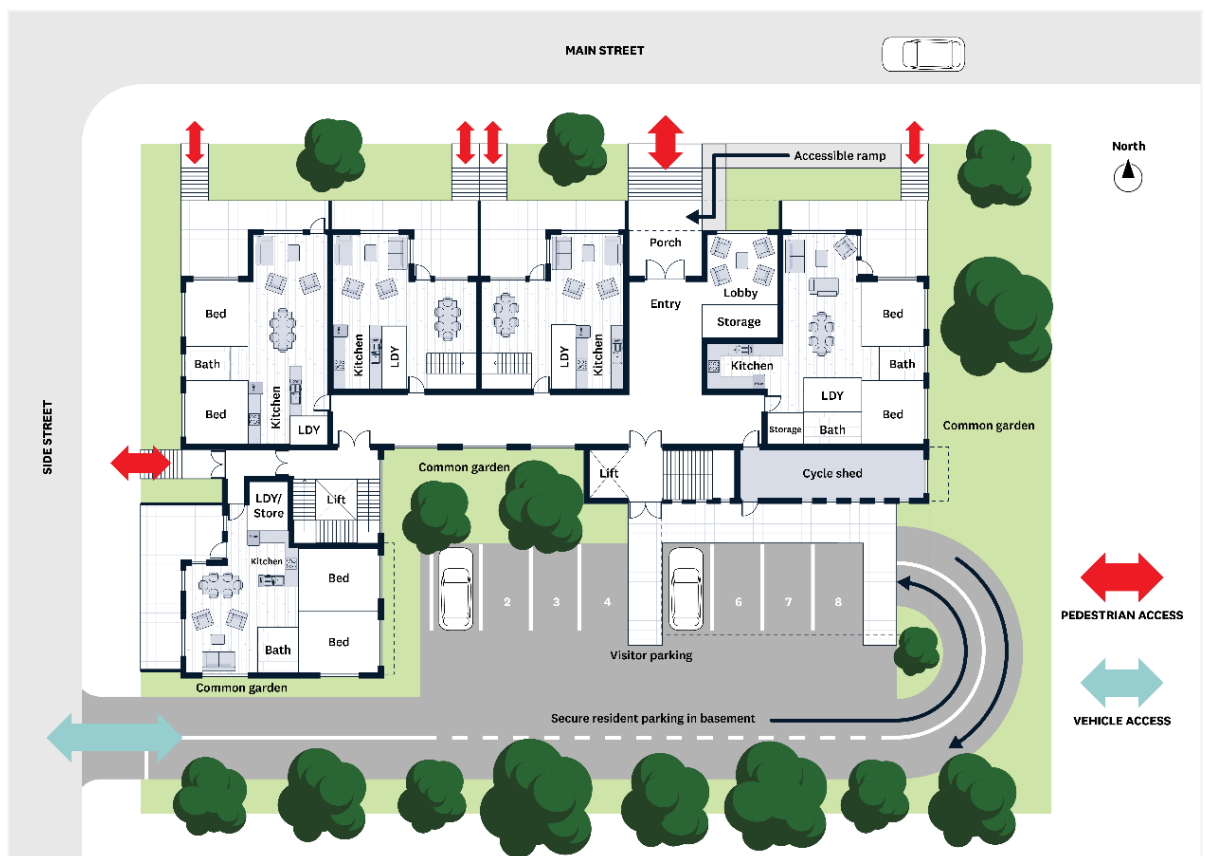 MAIN STREET
North
Accessible ramp
Porch
Lobby
Entry
Storage
Bed
Bath
Bed
Kitchen
LDY
Kitchen
LDY
LDY
Kitchen
Kitchen
Bed
Bath
LDY
Bed
Storage
Bath
SIDE STREET
Common garden
Common garden
Lift
Cycle shed
LDY/
Store
Lift
Kitchen
Bed
Bed
Bath
2
3
4
6
7
8
Visitor parking
Common garden
Secure resident parking in basement
PEDESTRIAN ACCESS
VEHICLE ACCESS